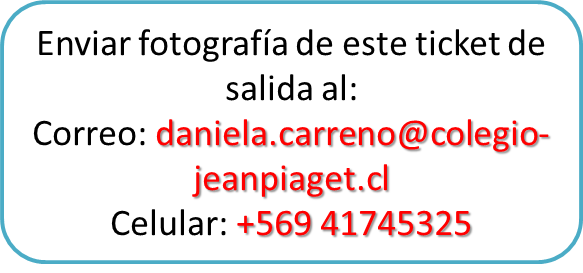 Enviar fotografía de este ticket de
salida al:
Correo: daniela.carreno@colegio-
jeanpiaget.cl
Celular: +569 41745325